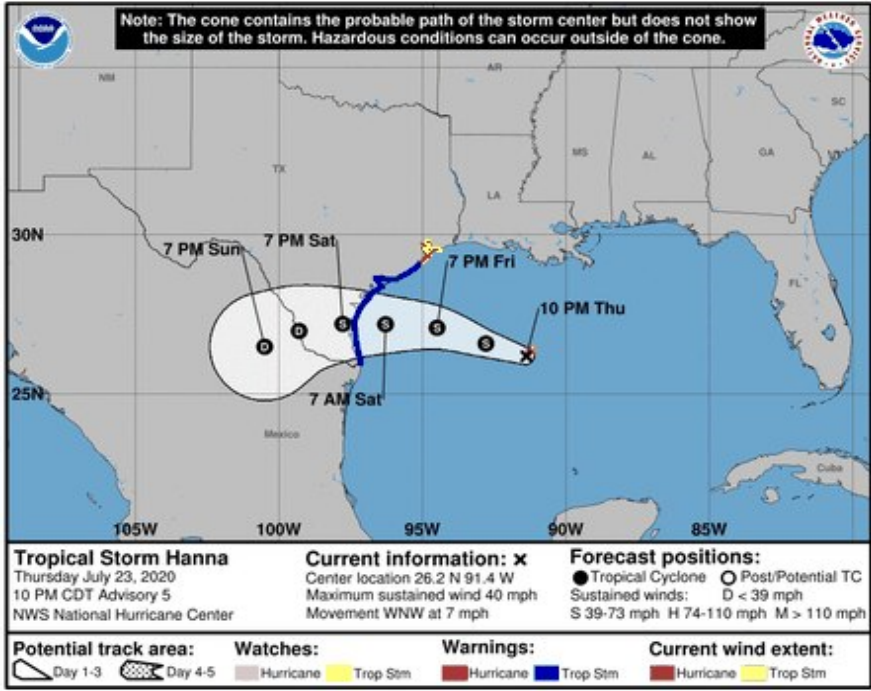 Note: The cone contains the probable path of the storm center but does not show
the size of the storm. Hazardous conditions can occur outside of the cone.
NOAA
NM
AR
SC
TX
MS
AL
GA
LA
30N
7 PM Sun
7 PM Sat
7 PM Fri
FL
10 PM Thu
D
D
S
S
S
S
25N
7 AM Sat
Mexico
Cuba
105W
100W
95W
90W
85W
Tropical Storm Hanna
Thursday July 23, 2020
10 PM CDT Advisory 5
NWS National Hurricane Center
Current information: x
Center location 26.2 N 91.4 W
Maximum sustained wind 40 mph
Movement WNW at 7 mph
Forecast positions:
Tropical Cyclone Post/Potential TC
Sustained winds: D < 39 mph
S 39-73 mph H 74-110 mph M > 110 mph
Potential track area:
Day 1-3 Day 4-5
Watches:
Hurricane Trop Stm
Warnings:
Hurricane Trop Stm
Current wind extent:
Hurricane Trop Stm